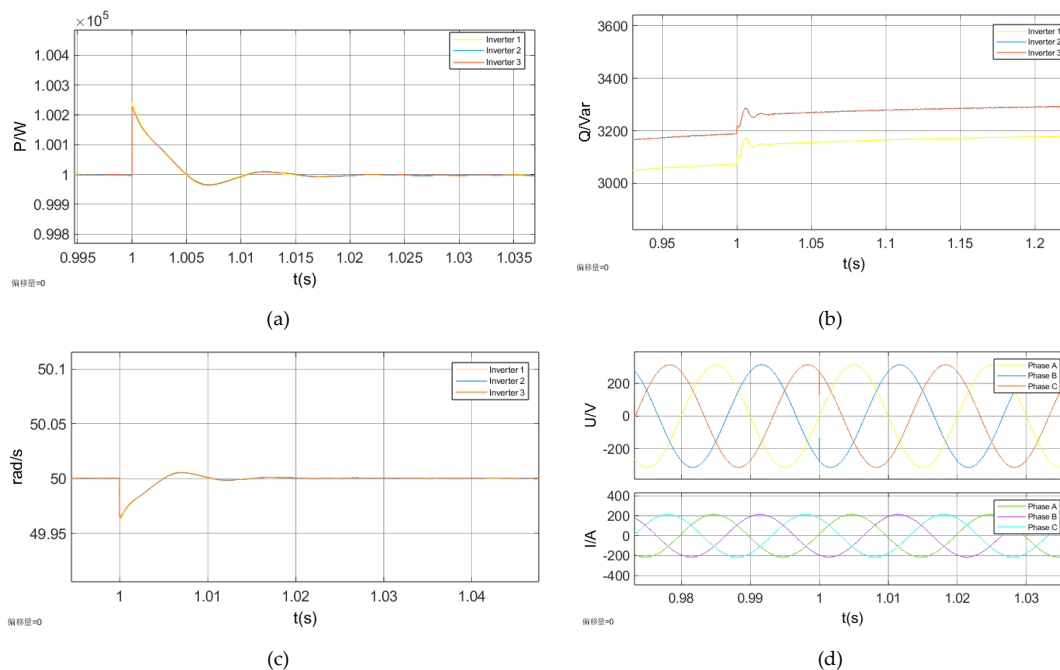 ×10⁵
1.004
1.003
1.002
1.001
1
0.999
0.998
P/W
Inverter 1
Inverter 2
Inverter 3
0.995 1 1.005 1.01 1.015 1.02 1.025 1.03 1.035
t(s)
偏移量=0
(a)
3600
3400
3200
3000
Q/Var
Inverter 1
Inverter 2
Inverter 3
0.95 1 1.05 1.1 1.15 1.2
t(s)
偏移量=0
(b)
50.1
50.05
50
49.95
rad/s
Inverter 1
Inverter 2
Inverter 3
1 1.01 1.02 1.03 1.04
t(s)
偏移量=0
(c)
200
0
-200
U/V
Phase A
Phase B
Phase C
400
200
0
-200
-400
I/A
Phase A
Phase B
Phase C
0.98 0.99 1 1.01 1.02 1.03
t(s)
偏移量=0
(d)